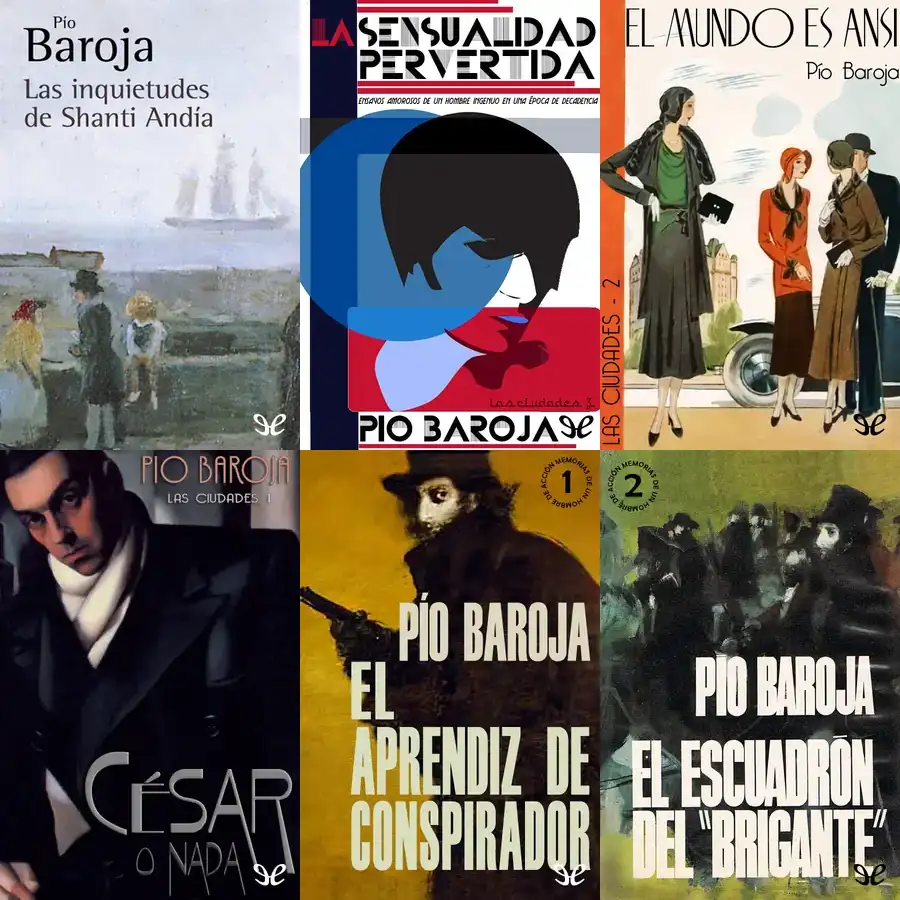 Pío
Baroja
Las inquietudes
de Shanti Andía
LA SENSUALIDAD
PERVERTIDA
ENSAYOS AMOROSOS DE UN HOMBRE INGENUO EN UNA ÉPOCA DE DECADENCIA
Las ciudades 3
PIO BAROJA
EL MUNDO ES ANSI
Pío Baroja
LAS CIUDADES - 2
PIO BAROJA
LAS CIUDADES, 1
CÉSAR
O NADA
MEMORIAS DE UN HOMBRE DE ACCIÓN
1
PÍO BAROJA
EL
APRENDIZ DE
CONSPIRADOR
MEMORIAS DE UN HOMBRE DE ACCIÓN
2
PÍO BAROJA
EL ESCUADRÓN
DEL "BRIGANTE"